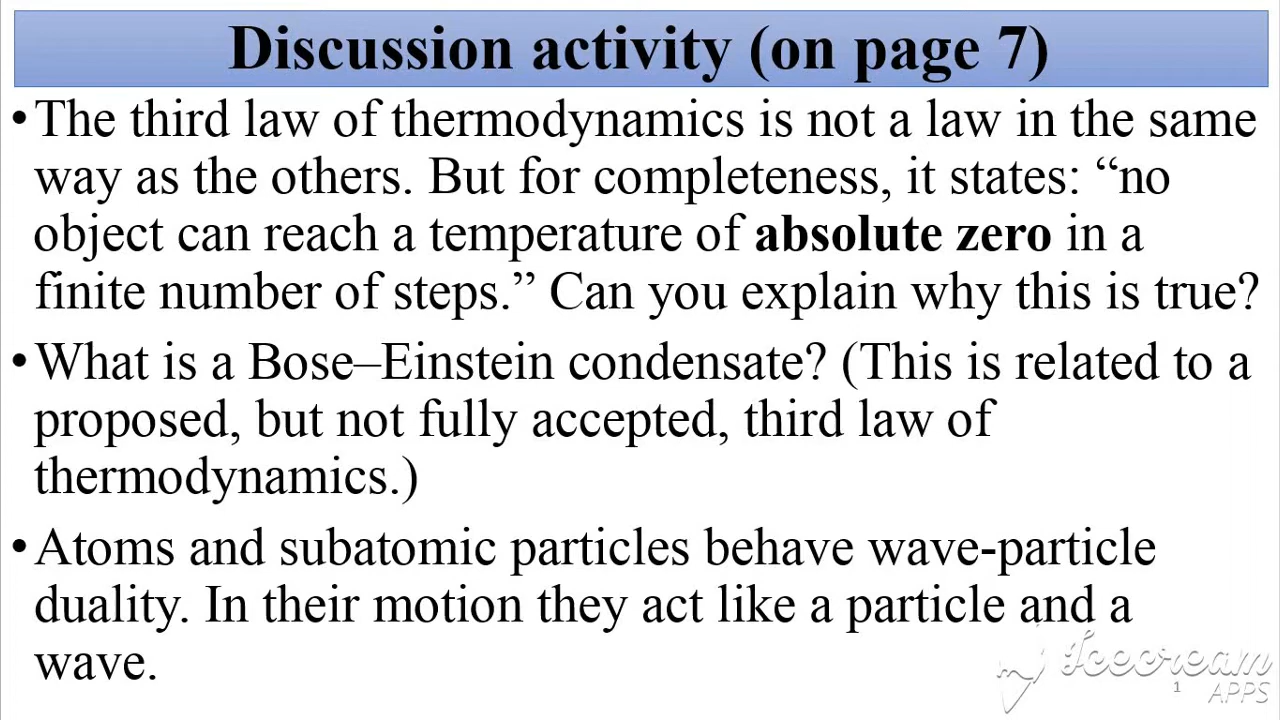 Discussion activity (on page 7)
•The third law of thermodynamics is not a law in the same
way as the others. But for completeness, it states: “no
object can reach a temperature of absolute zero in a
finite number of steps.” Can you explain why this is true?
•What is a Bose–Einstein condensate? (This is related to a
proposed, but not fully accepted, third law of
thermodynamics.)
•Atoms and subatomic particles behave wave-particle
duality. In their motion they act like a particle and a
wave.
Icecream
1
APPS